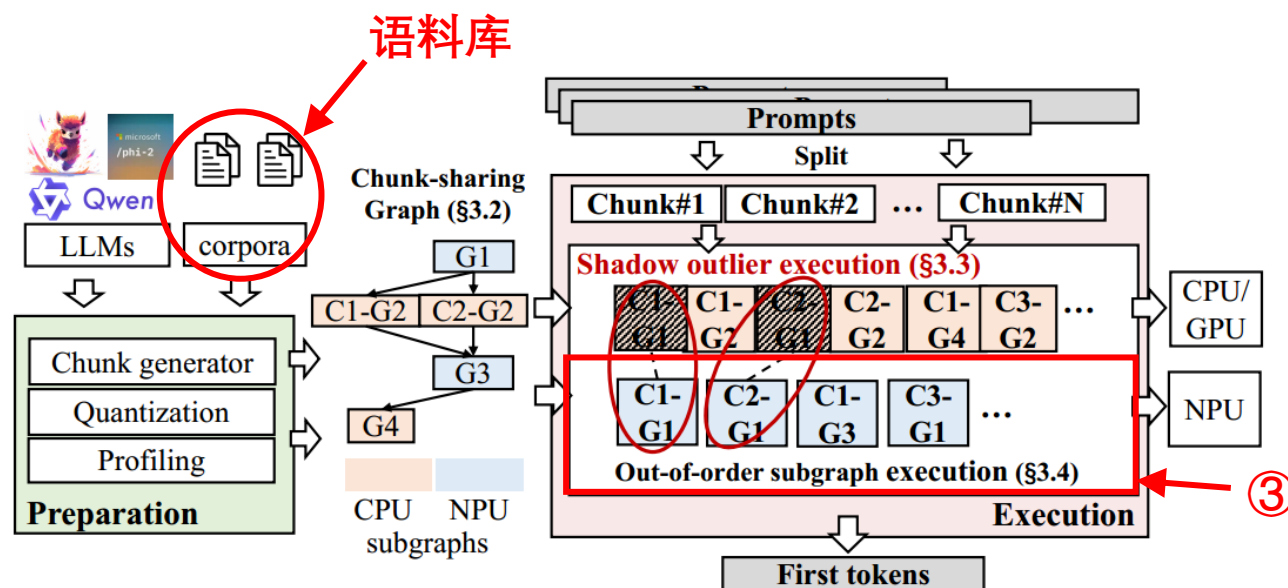 语料库
Prompts
Split
microsoft
/phi-2
Qwen
LLMs
corpora
Chunk-sharing
Graph (§3.2)
G1
C1-G2
C2-G2
G3
G4
CPU
NPU
subgraphs
Chunk generator
Quantization
Profiling
Preparation
Chunk#1
Chunk#2
...
Chunk#N
Shadow outlier execution (§3.3)
C1-
G1
C1-
G2
C2-
G1
C2-
G2
C1-
G4
C3-
G2
...
C1-
G1
C2-
G1
C1-
G3
C3-
G1
...
Out-of-order subgraph execution (§3.4)
Execution
CPU/
GPU
NPU
③
First tokens